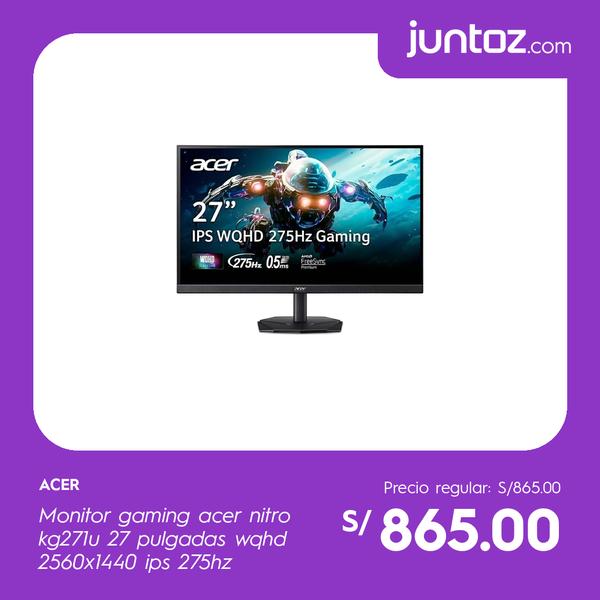 juntoz.com
acer
27”
IPS WQHD 275Hz Gaming
WQHD 275Hz 0.5ms AMD FreeSync Premium
acer
ACER
Monitor gaming acer nitro
kg271u 27 pulgadas wqhd
2560x1440 ips 275hz
Precio regular: S/865.00
S/ 865.00